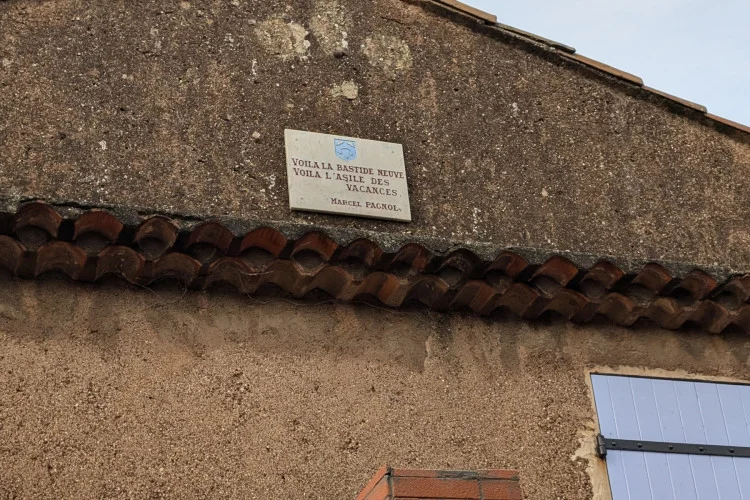 VOILA LA BASTIDE NEUVE
VOILA L'ASILE DES
VACANCES
MARCEL PAGNOL